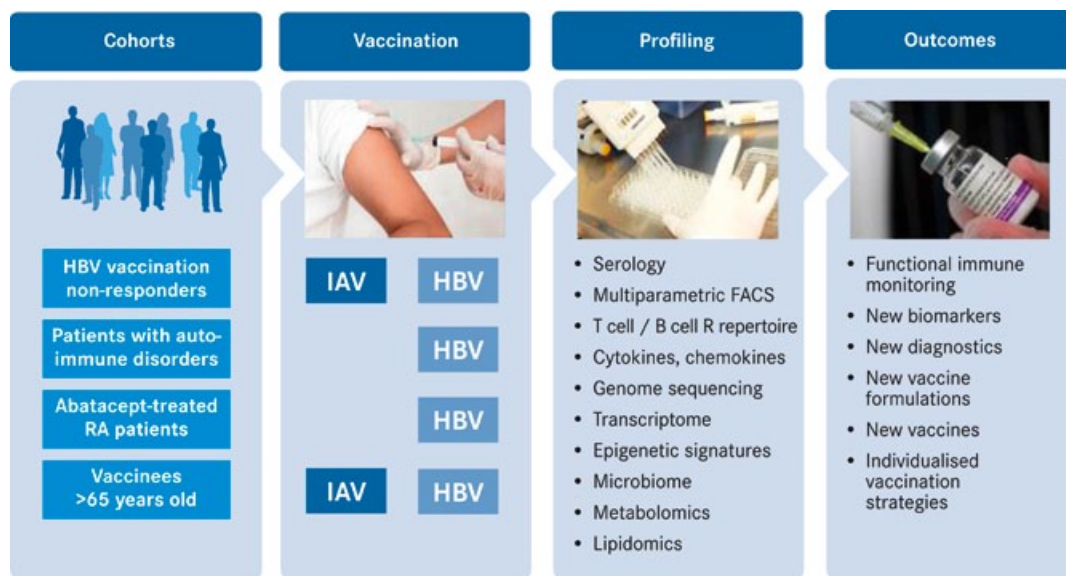 Cohorts
Vaccination
Profiling
Outcomes
HBV vaccination
non-responders
Patients with auto-
immune disorders
Abatacept-treated
RA patients
Vaccinees
>65 years old
IAV HBV
HBV
HBV
IAV HBV
• Serology
• Multiparametric FACS
• T cell / B cell R repertoire
• Cytokines, chemokines
• Genome sequencing
• Transcriptome
• Epigenetic signatures
• Microbiome
• Metabolomics
• Lipidomics
• Functional immune
monitoring
• New biomarkers
• New diagnostics
• New vaccine
formulations
• New vaccines
• Individualised
vaccination
strategies